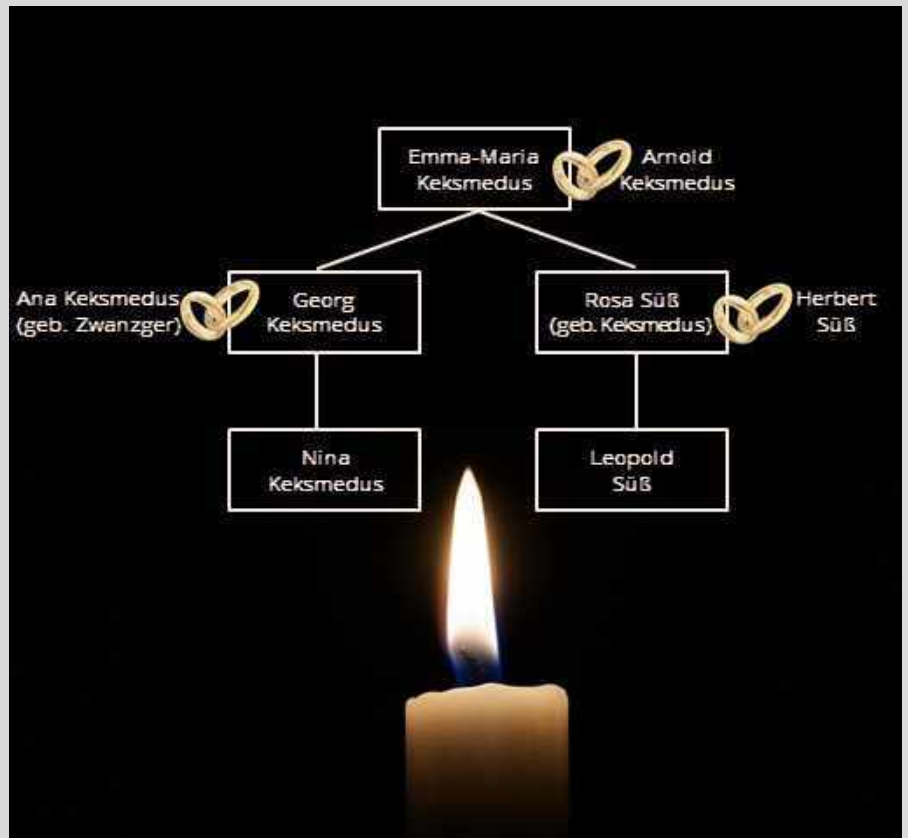 Emma-Maria
Keksmedus
Arnold
Keksmedus
Ana Keksmedus
(geb. Zwanzger)
Georg
Keksmedus
Rosa Süß
(geb. Keksmedus)
Herbert
Süß
Nina
Keksmedus
Leopold
Süß